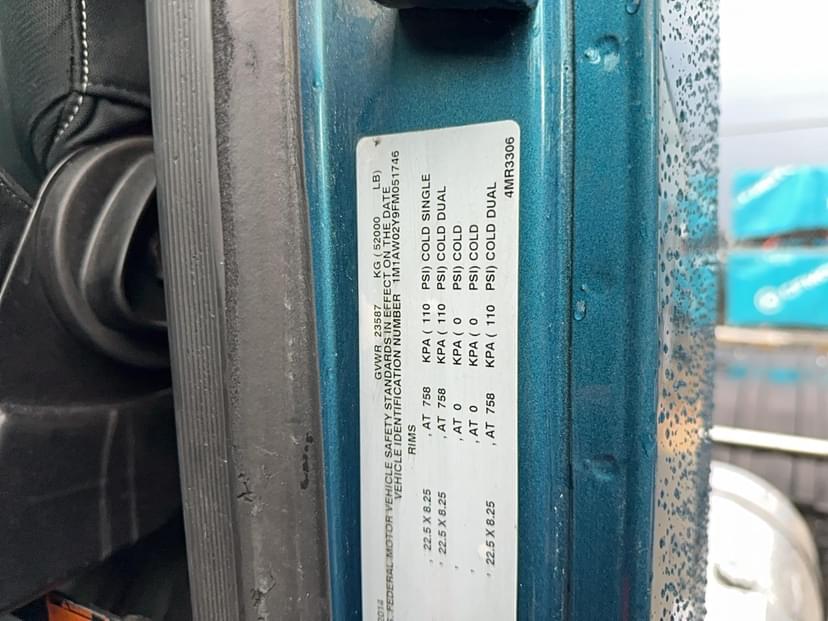 2014 GVWR 23587 KG ( 52000 LB)
FEDERAL MOTOR VEHICLE SAFETY STANDARDS IN EFFECT ON THE DATE
VEHICLE IDENTIFICATION NUMBER 1M1AW02Y9FM051746
RIMS
, 22.5 X 8.25 , AT 758 KPA ( 110 PSI) COLD SINGLE
, 22.5 X 8.25 , AT 758 KPA ( 110 PSI) COLD DUAL
, , AT 0 KPA ( 0 PSI) COLD
, , AT 0 KPA ( 0 PSI) COLD
, 22.5 X 8.25 , AT 758 KPA ( 110 PSI) COLD DUAL
4MR3306